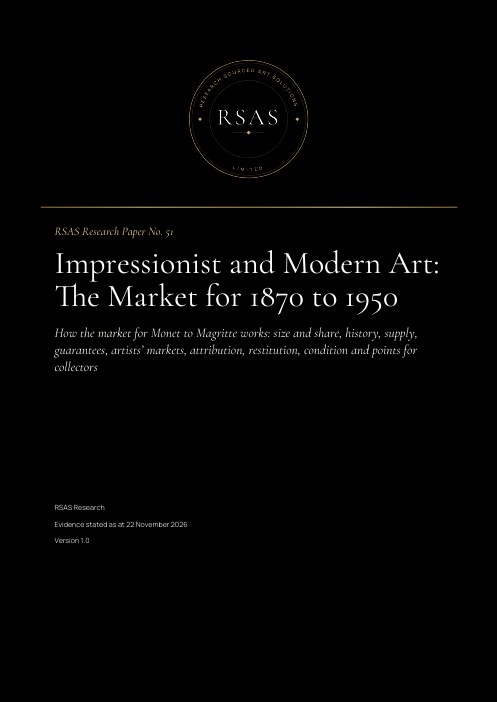 RESEARCH SOURCED ART SOLUTIONS
RSAS
LIMITED
RSAS Research Paper No. 51
Impressionist and Modern Art:
The Market for 1870 to 1950
How the market for Monet to Magritte works: size and share, history, supply,
guarantees, artists' markets, attribution, restitution, condition and points for
collectors
RSAS Research
Evidence stated as at 22 November 2026
Version 1.0